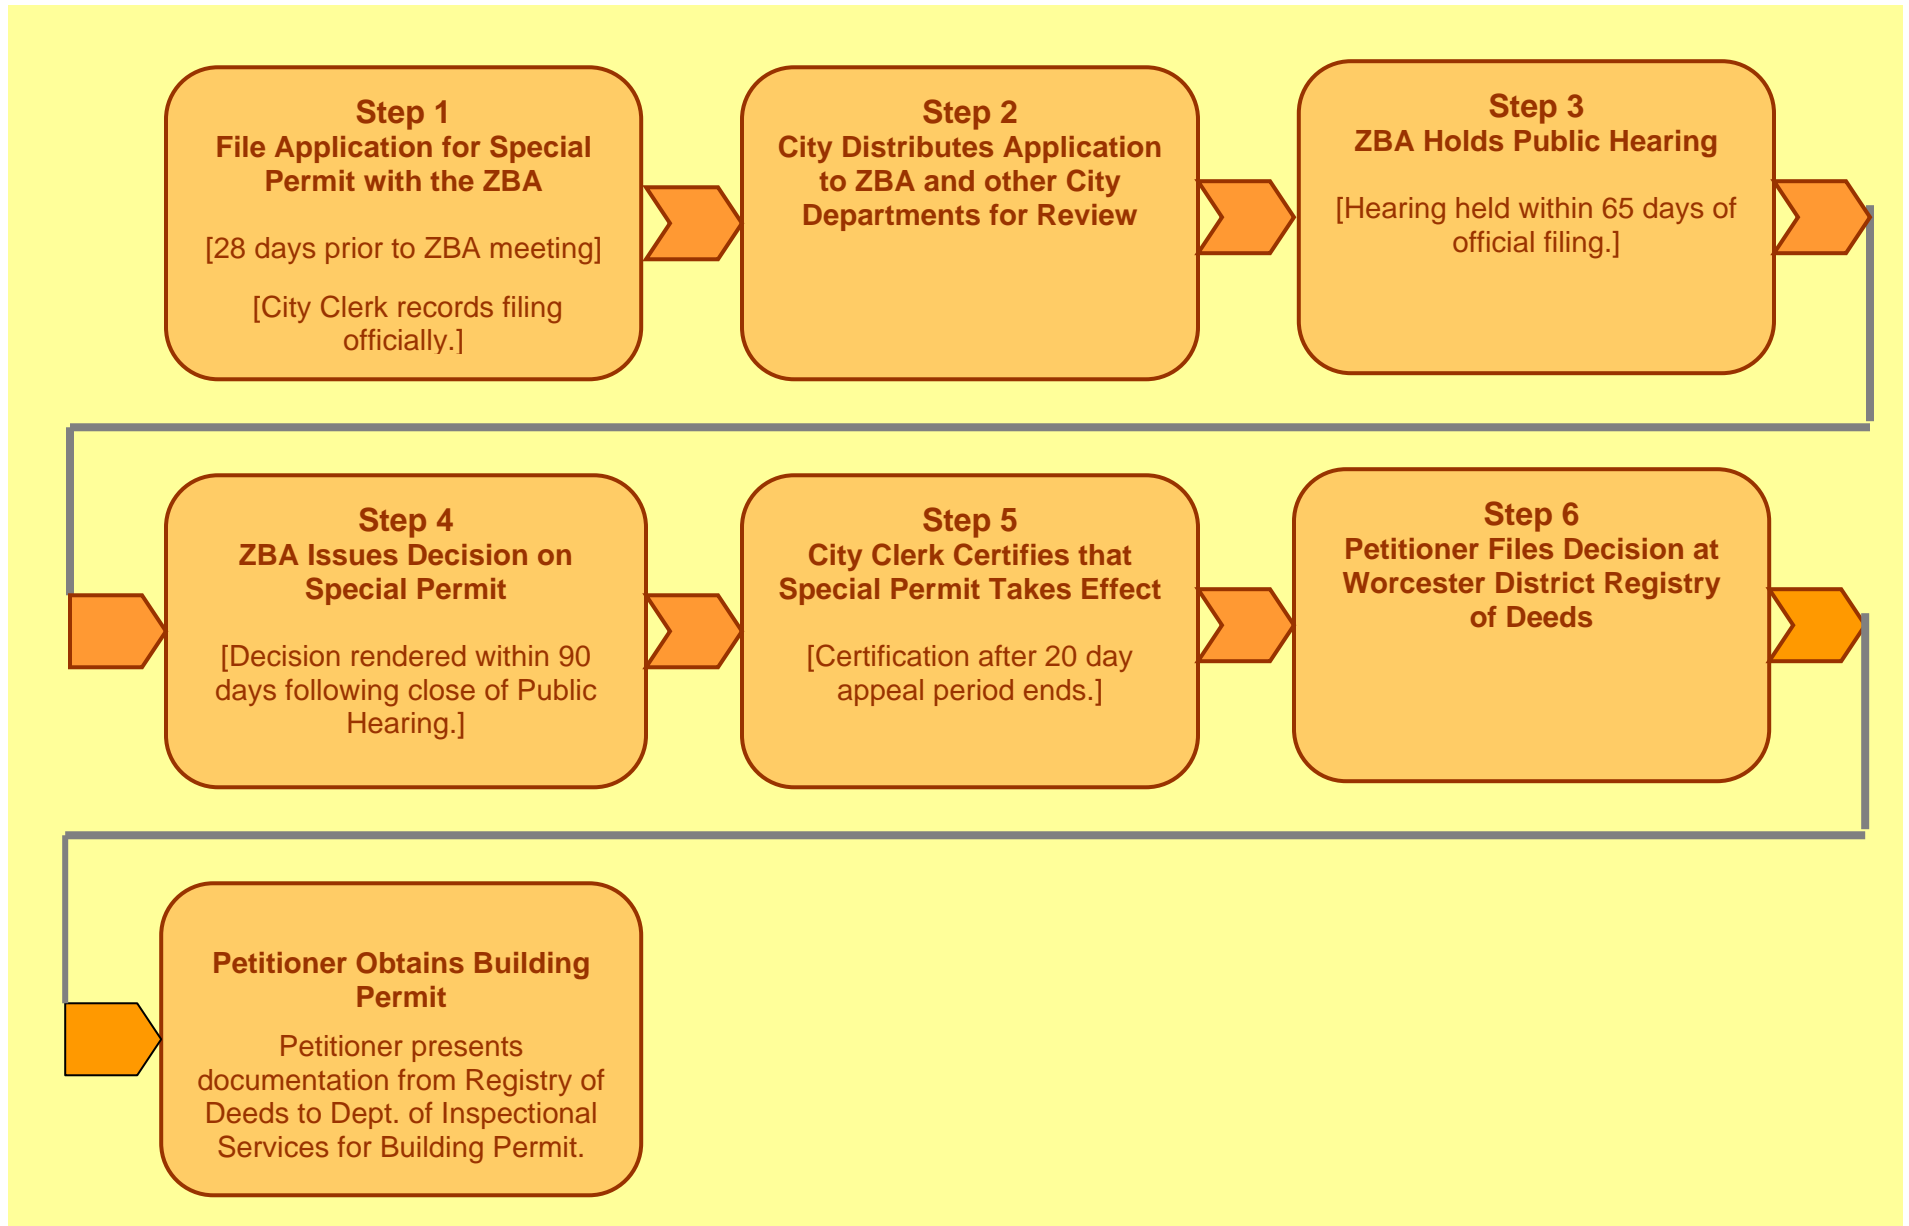 Step 1
File Application for Special
Permit with the ZBA
[28 days prior to ZBA meeting]
[City Clerk records filing
officially.]
Step 2
City Distributes Application
to ZBA and other City
Departments for Review
Step 3
ZBA Holds Public Hearing
[Hearing held within 65 days of
official filing.]
Step 4
ZBA Issues Decision on
Special Permit
[Decision rendered within 90
days following close of Public
Hearing.]
Step 5
City Clerk Certifies that
Special Permit Takes Effect
[Certification after 20 day
appeal period ends.]
Step 6
Petitioner Files Decision at
Worcester District Registry
of Deeds
Petitioner Obtains Building
Permit
Petitioner presents
documentation from Registry of
Deeds to Dept. of Inspectional
Services for Building Permit.